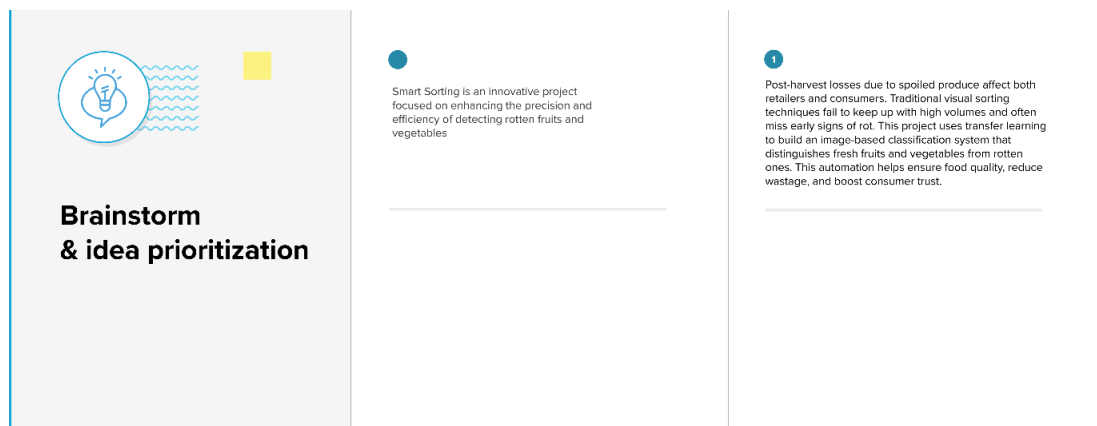 Brainstorm
& idea prioritization
Smart Sorting is an innovative project
focused on enhancing the precision and
efficiency of detecting rotten fruits and
vegetables
1
Post-harvest losses due to spoiled produce affect both
retailers and consumers. Traditional visual sorting
techniques fail to keep up with high volumes and often
miss early signs of rot. This project uses transfer learning
to build an image-based classification system that
distinguishes fresh fruits and vegetables from rotten
ones. This automation helps ensure food quality, reduce
wastage, and boost consumer trust.